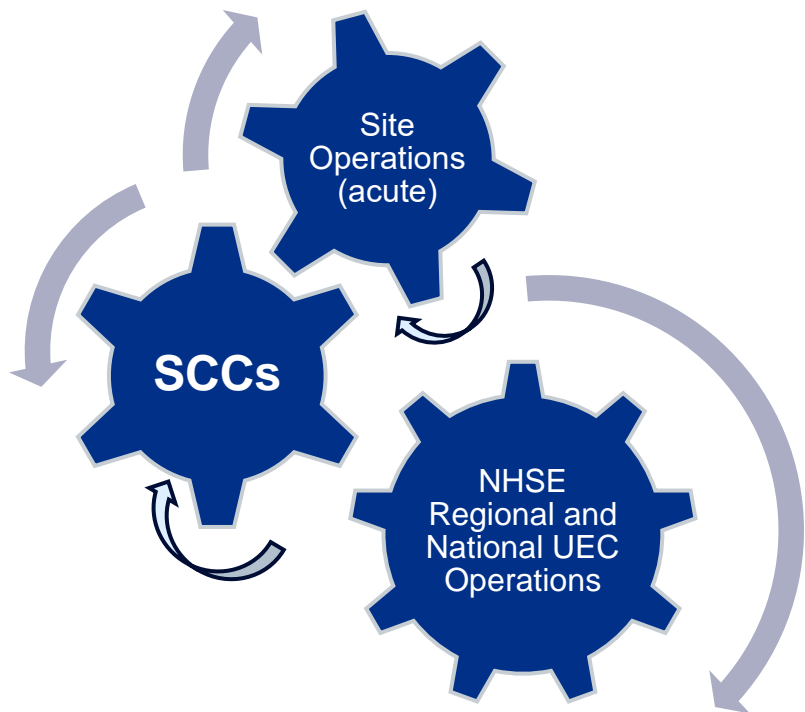 Site
Operations
(acute)
SCCs
NHSE
Regional and
National UEC
Operations